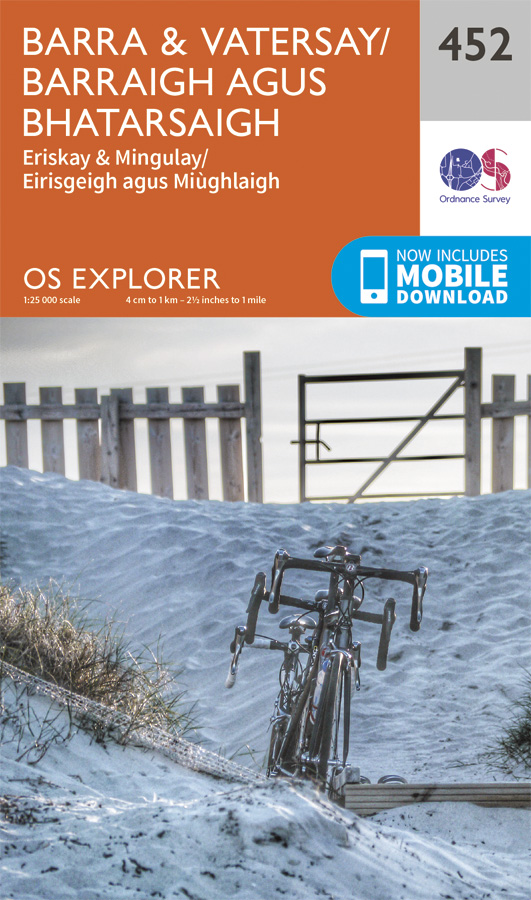 BARRA & VATERSAY/
BARRAIGH AGUS
BHATARSAIGH
Eriskay & Mingulay/
Eirisgeigh agus Miùghlaigh
452
OS
Ordnance Survey
NOW INCLUDES
MOBILE
DOWNLOAD
OS EXPLORER
1:25 000 scale 4 cm to 1 km – 2½ inches to 1 mile